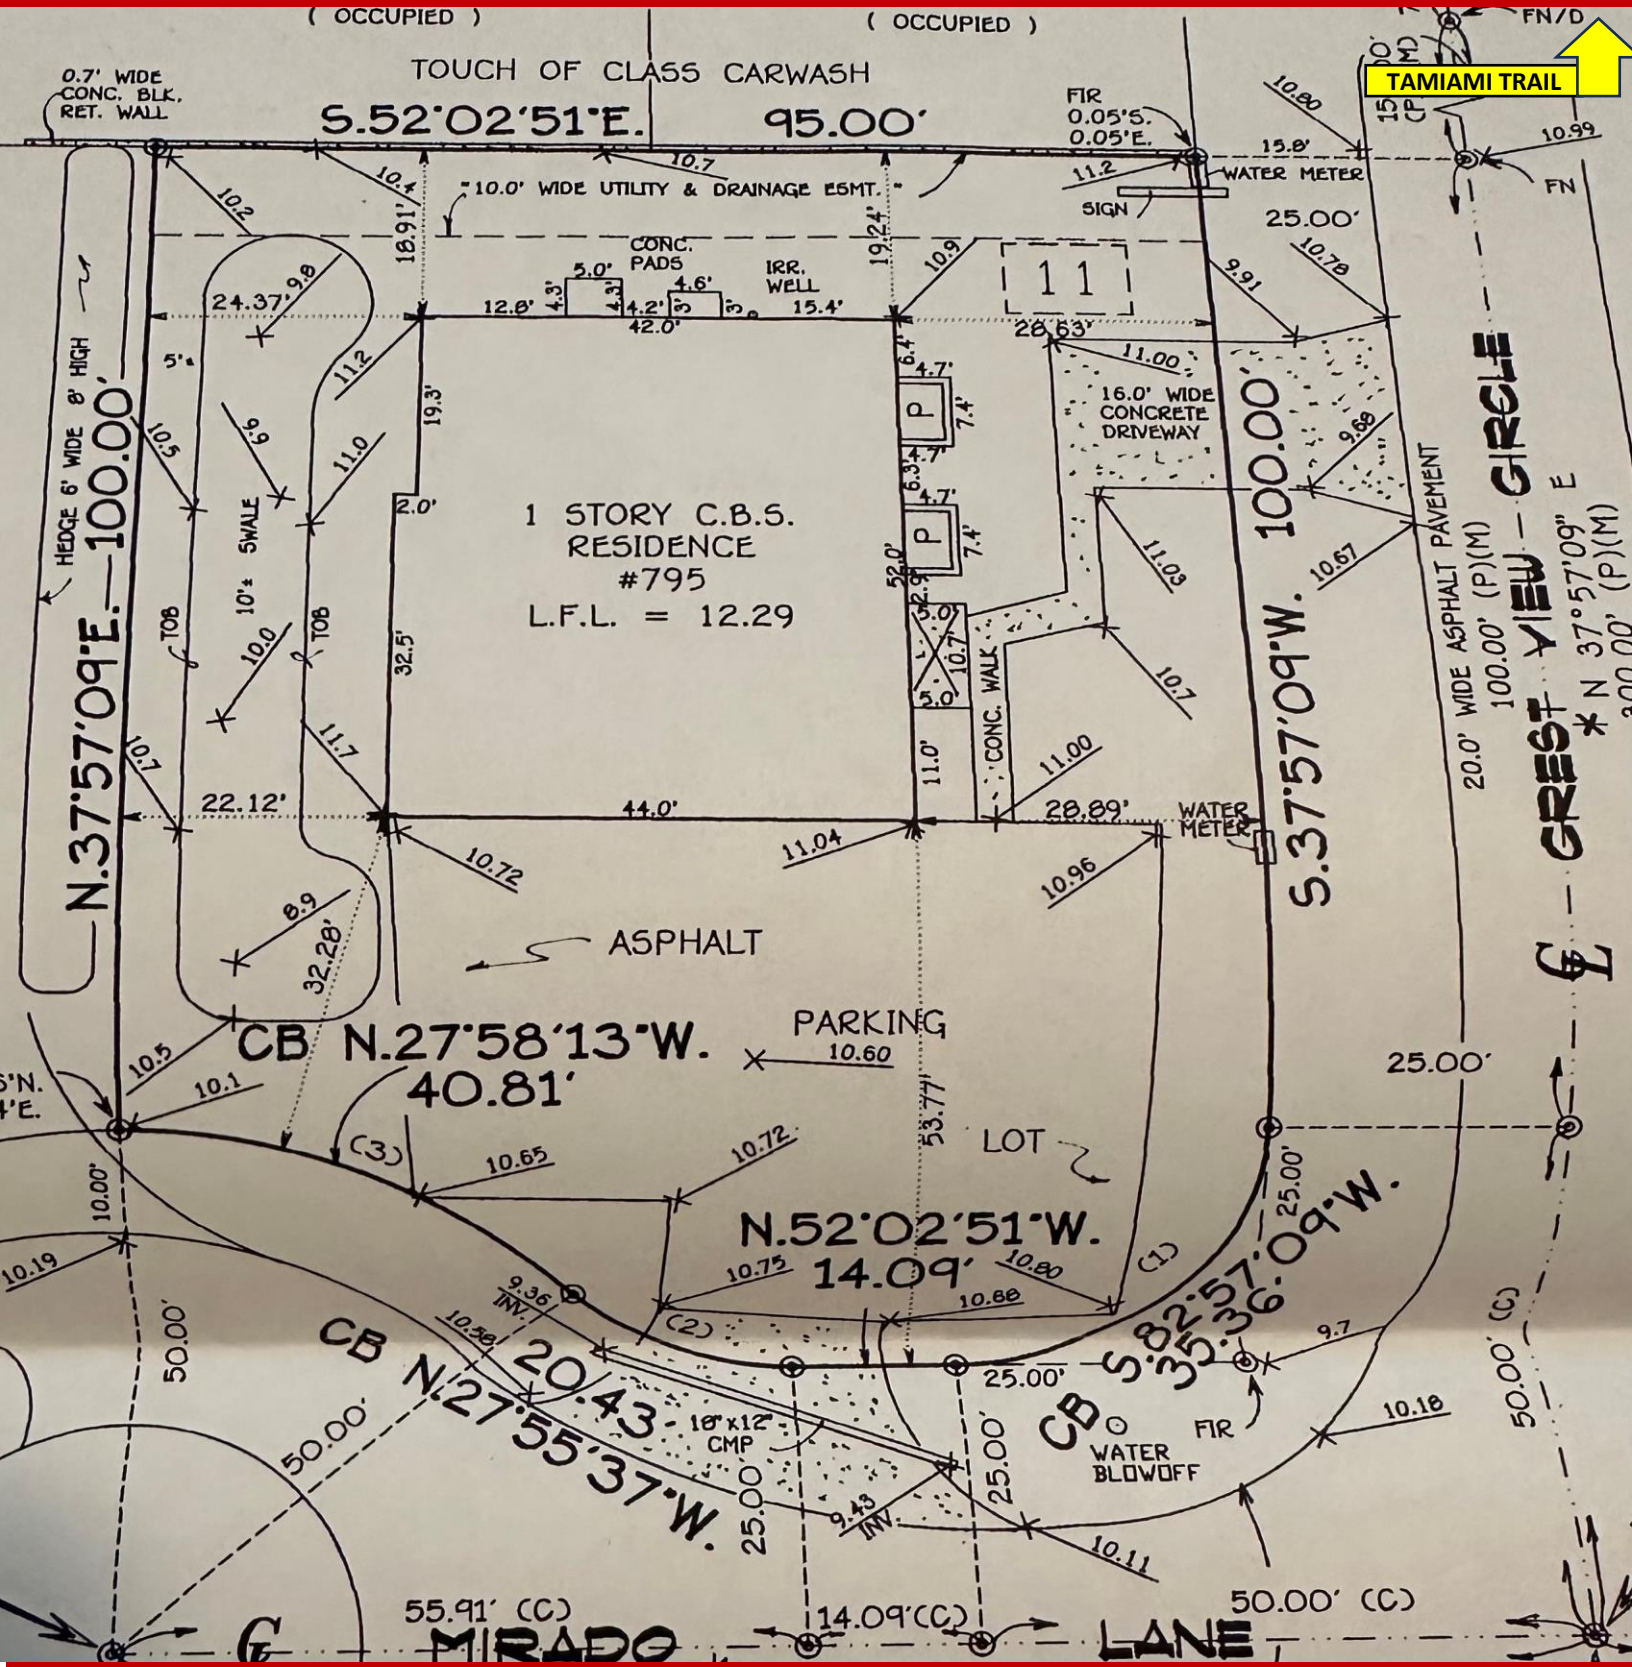 ( OCCUPIED )
( OCCUPIED )
FN/D
TAMIAMI TRAIL
TOUCH OF CLASS CARWASH
0.7' WIDE
CONC. BLK.
RET. WALL
S.52°02'51"E.
95.00'
FIR
0.05'S.
0.05'E.
10.80
10.99
15.8'
FN
WATER METER
11.2
SIGN
25.00'
10.4
10.7
10.2
10.0' WIDE UTILITY & DRAINAGE ESMT.
18.91'
19.24'
CONC.
PADS
IRR.
WELL
10.9
11
9.91
10.78
24.37'
9.8
5.0'
4.3'
4.3'
4.6'
3'
3'
12.8'
4.2'
15.4'
42.0'
28.63'
5'±
11.2
11.00
16.0' WIDE
CONCRETE
DRIVEWAY
6.4'
4.7'
P
7.4'
4.7'
6.3'
4.7'
P
7.4'
HEDGE 6' WIDE 8' HIGH
N.37°57'09"E. 100.00'
10.5
9.9
11.0
19.3'
2.0'
9.68
10.67
11.03
10'± SWALE
TOB
TOB
10.0
32.5'
1 STORY C.B.S.
RESIDENCE
#795
L.F.L. = 12.29
52.0'
2.9'
5.0'
10.7'
5.0'
11.0'
CONC. WALK
10.7
S.37°57'09"W. 100.00'
20.0' WIDE ASPHALT PAVEMENT
100.00' (P)(M)
CREST VIEW CIRCLE
* N 37°57'09" E
300.00' (P)(M)
10.7
11.7
22.12'
44.0'
11.00
28.89'
WATER
METER
10.72
11.04
10.96
8.9
32.28'
ASPHALT
PARKING
10.60
CB N.27°58'13"W.
40.81'
10.5
10.1
(3)
10.65
10.72
53.77'
LOT
25.00'
℄
10.00'
10.19
N.52°02'51"W.
14.09'
10.75
10.80
10.68
(1)
(2)
25.00'
CB S.82°57'09"W.
35.36'
9.36
INV.
10.58
CB N.27°55'37"W.
20.43
50.00'
50.00'
18"x12"
CMP
25.00
25.00'
25.00'
9.7
FIR
10.18
WATER
BLOWOFF
9.43
INV.
10.11
50.00' (C)
55.91' (C)
14.09'(C)
50.00' (C)
℄ MIRADO LANE